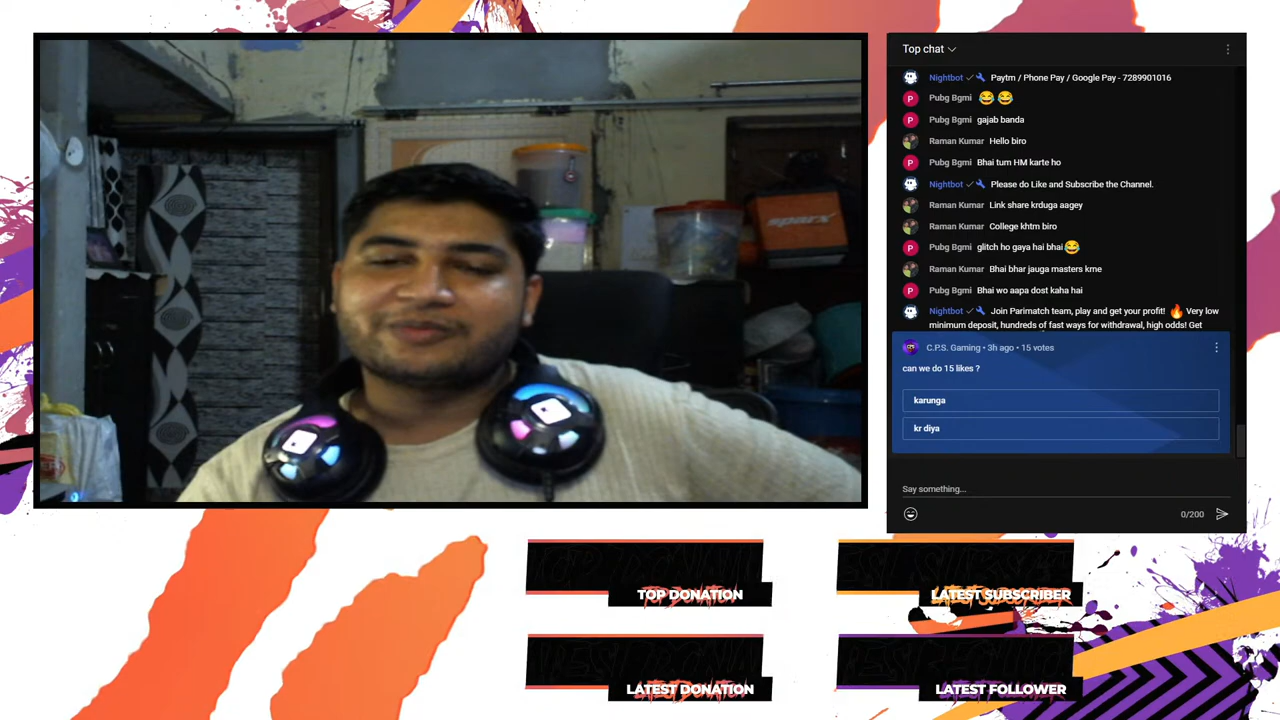 sparx
Top chat
Nightbot Paytm / Phone Pay / Google Pay - 7289901016
P Pubg Bgmi 😂 😂
P Pubg Bgmi gajab banda
Raman Kumar Hello biro
P Pubg Bgmi Bhai tum HM karte ho
Nightbot Please do Like and Subscribe the Channel.
Raman Kumar Link share krduga aagey
Raman Kumar College khtm biro
P Pubg Bgmi glitch ho gaya hai bhai 😂
Raman Kumar Bhai bhar jauga masters krne
P Pubg Bgmi Bhai wo aapa dost kaha hai
Nightbot Join Parimatch team, play and get your profit! 🔥 Very low
minimum deposit, hundreds of fast ways for withdrawal, high odds! Get
C.P.S. Gaming • 3h ago • 15 votes
can we do 15 likes ?
karunga
kr diya
Say something...
0/200
TOP DONATION
LATEST SUBSCRIBER
LATEST DONATION
LATEST FOLLOWER